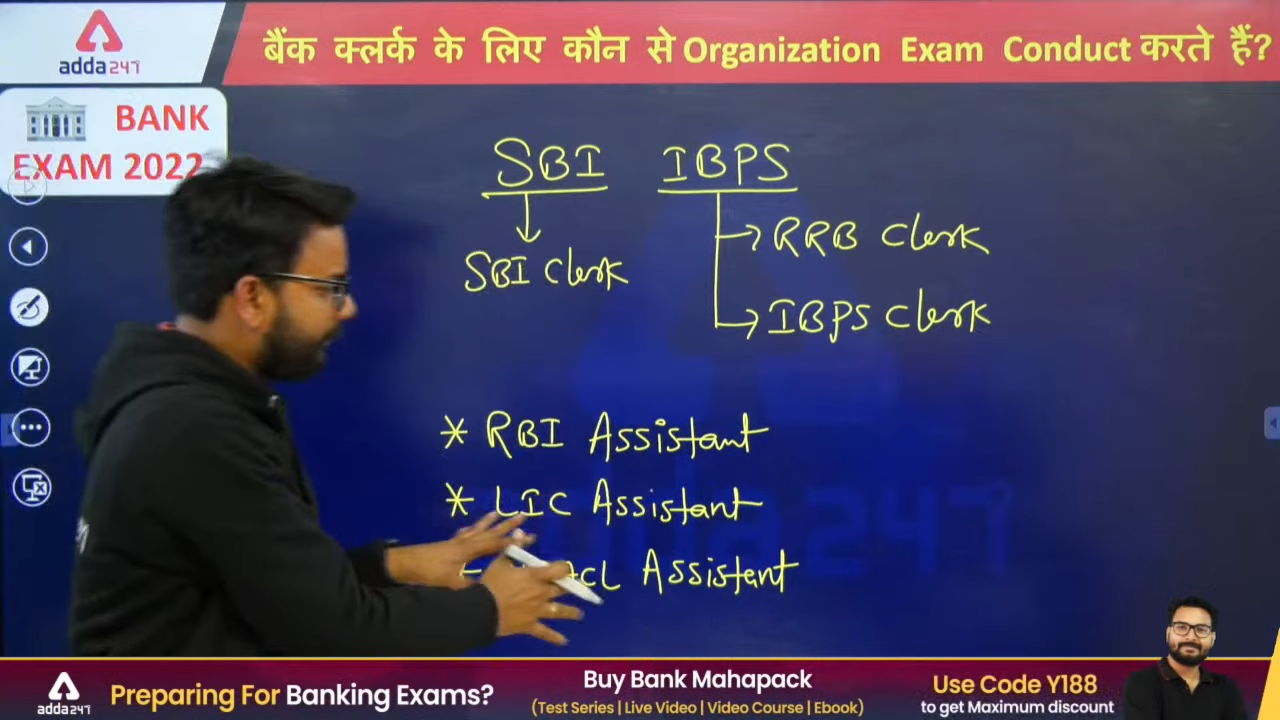 बैंक क्लर्क के लिए कौन से Organization Exam Conduct करते हैं?
adda247
BANK
EXAM 2022
SBI IBPS
SBI Clerk
RRB Clerk
IBPS Clerk
* RBI Assistant
* LIC Assistant
Assistant
adda247
adda247
Preparing For Banking Exams?
Buy Bank Mahapack
(Test Series | Live Video | Video Course | Ebook)
Use Code Y188
to get Maximum discount